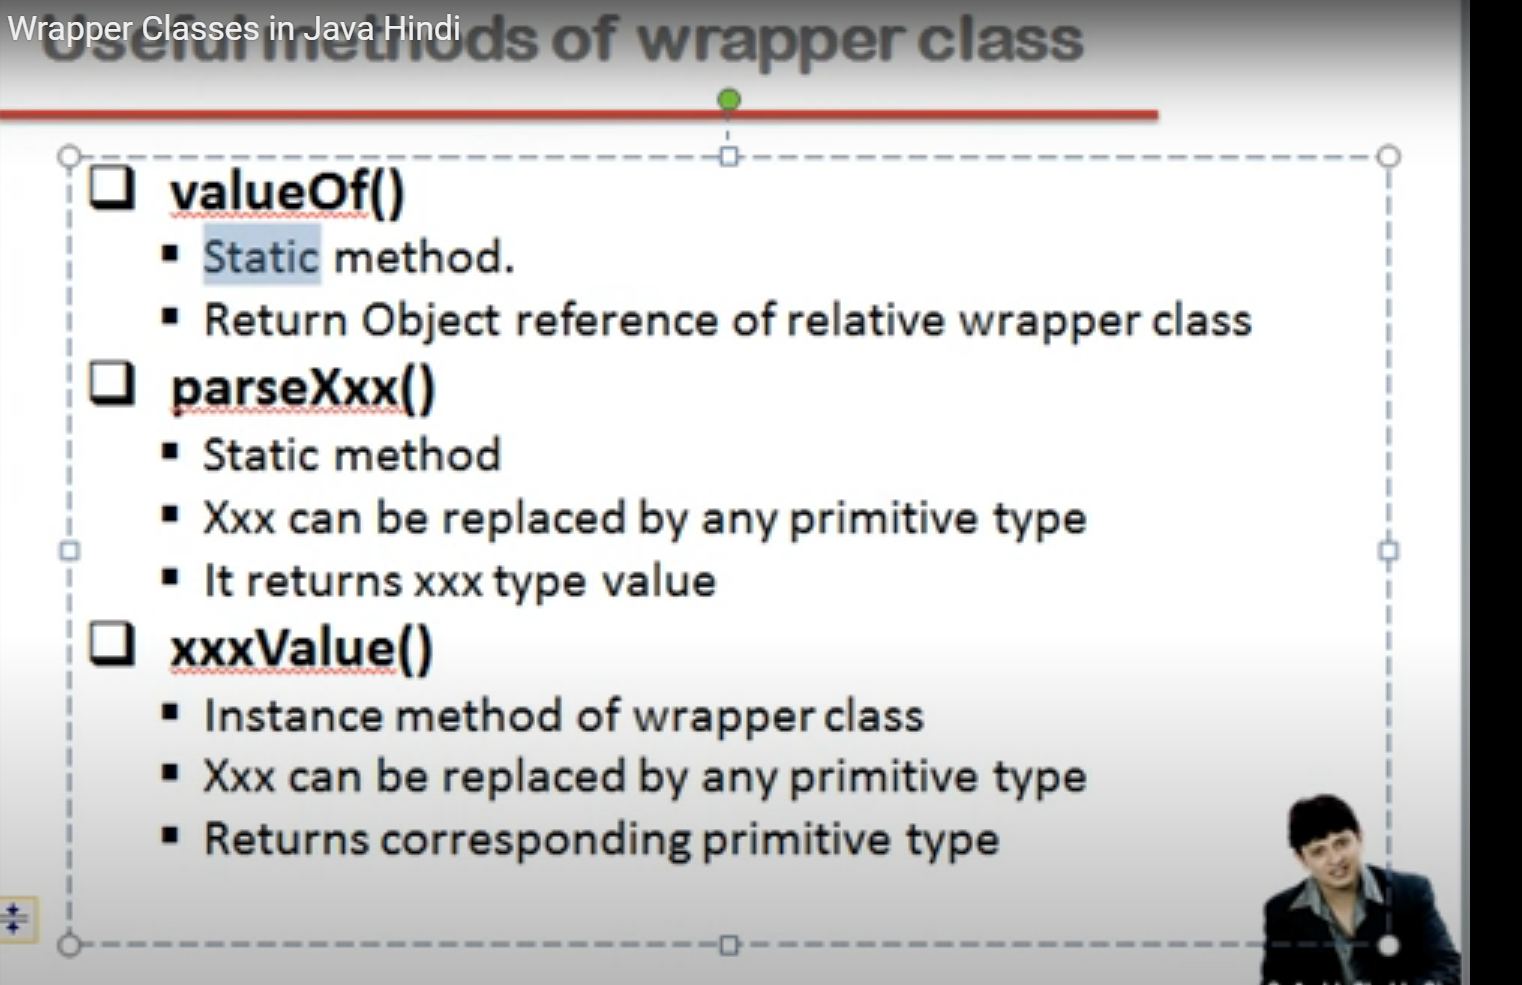 Wrapper Classes in Java Hindi
Useful methods of wrapper class
valueOf()
Static method.
Return Object reference of relative wrapper class
parseXxx()
Static method
Xxx can be replaced by any primitive type
It returns xxx type value
xxxValue()
Instance method of wrapper class
Xxx can be replaced by any primitive type
Returns corresponding primitive type